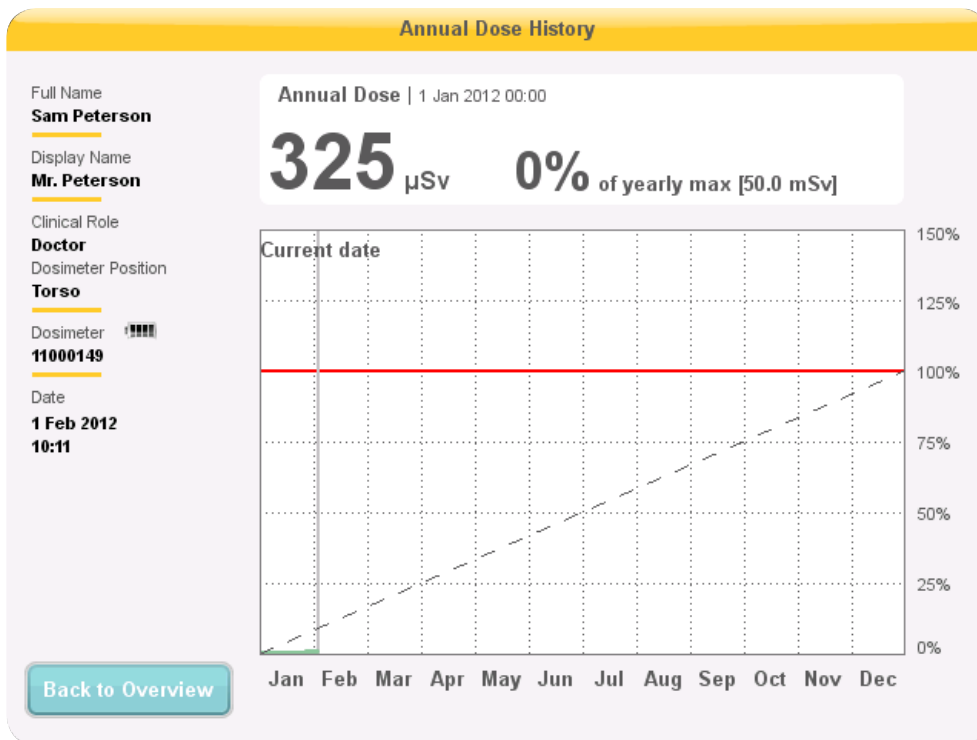 Annual Dose History
Full Name
Sam Peterson
Display Name
Mr. Peterson
Clinical Role
Doctor
Dosimeter Position
Torso
Dosimeter
11000149
Date
1 Feb 2012
10:11
Back to Overview
Annual Dose | 1 Jan 2012 00:00
325 µSv 0% of yearly max [50.0 mSv]
Current date
150%
125%
100%
75%
50%
25%
0%
Jan Feb Mar Apr May Jun Jul Aug Sep Oct Nov Dec